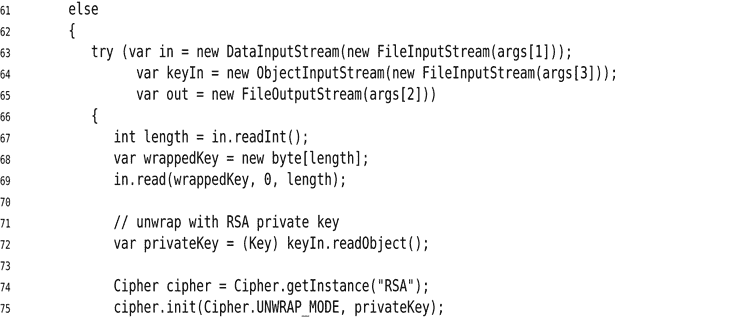 61 else
62 {
63 try (var in = new DataInputStream(new FileInputStream(args[1]));
64 var keyIn = new ObjectInputStream(new FileInputStream(args[3]));
65 var out = new FileOutputStream(args[2]))
66 {
67 int length = in.readInt();
68 var wrappedKey = new byte[length];
69 in.read(wrappedKey, 0, length);
70
71 // unwrap with RSA private key
72 var privateKey = (Key) keyIn.readObject();
73
74 Cipher cipher = Cipher.getInstance("RSA");
75 cipher.init(Cipher.UNWRAP_MODE, privateKey);